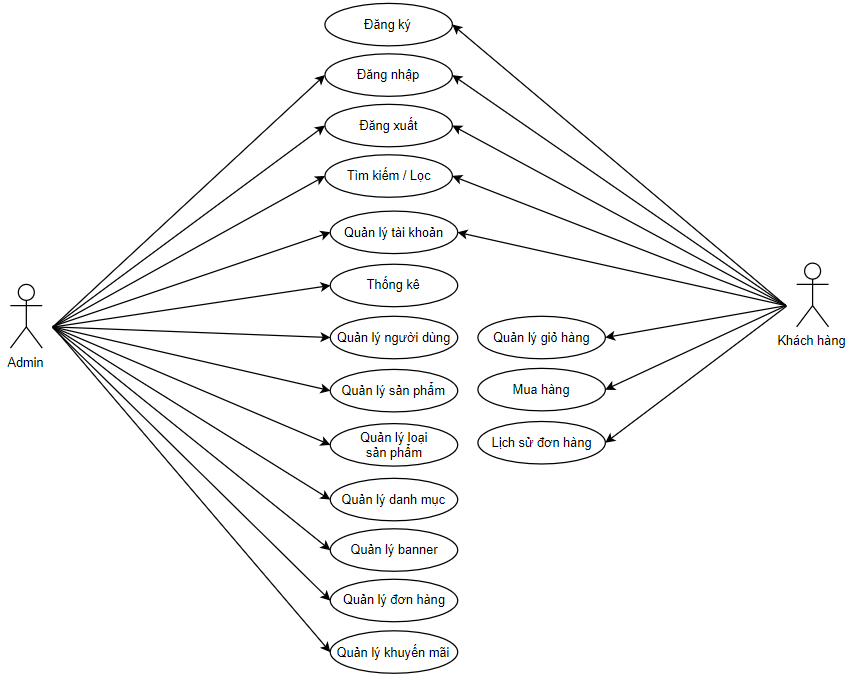 Đăng ký
Đăng nhập
Đăng xuất
Tìm kiếm / Lọc
Quản lý tài khoản
Thống kê
Quản lý người dùng
Quản lý giỏ hàng
Khách hàng
Admin
Quản lý sản phẩm
Mua hàng
Quản lý loại
sản phẩm
Lịch sử đơn hàng
Quản lý danh mục
Quản lý banner
Quản lý đơn hàng
Quản lý khuyến mãi